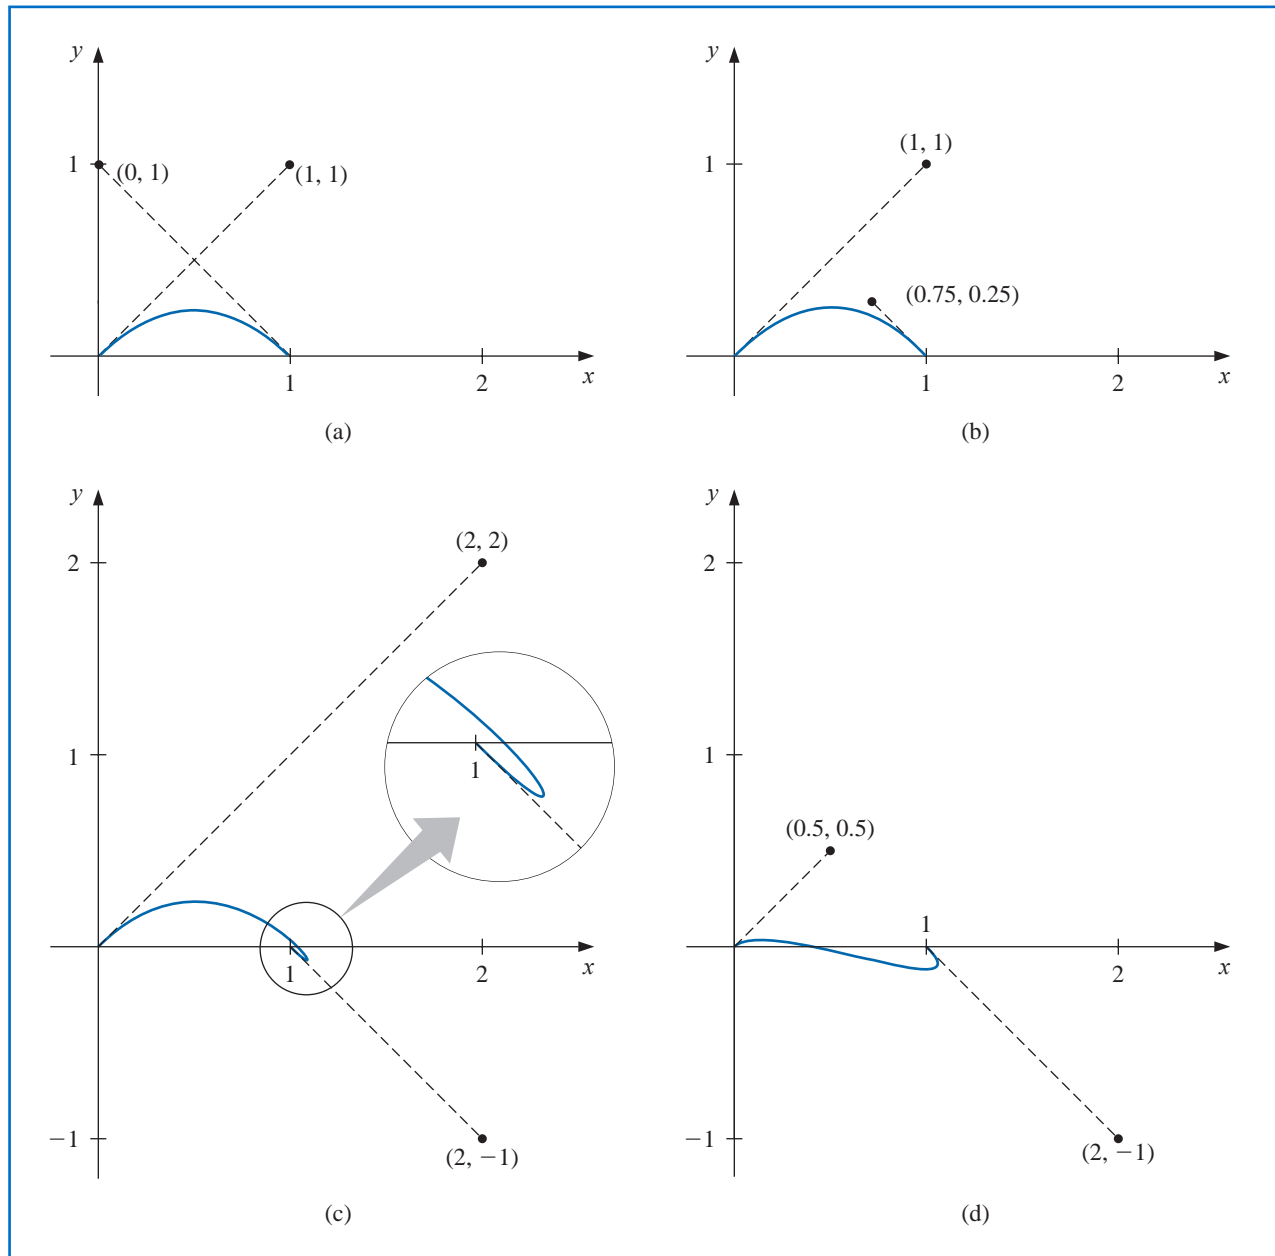 y
y
(1, 1)
1
(0, 1)
(1, 1)
1
(0.75, 0.25)
1
2
x
1
2
x
(a)
(b)
y
y
(2, 2)
2
2
1
1
1
(0.5, 0.5)
1
1
2
x
2
x
−1
(2, −1)
−1
(2, −1)
(c)
(d)